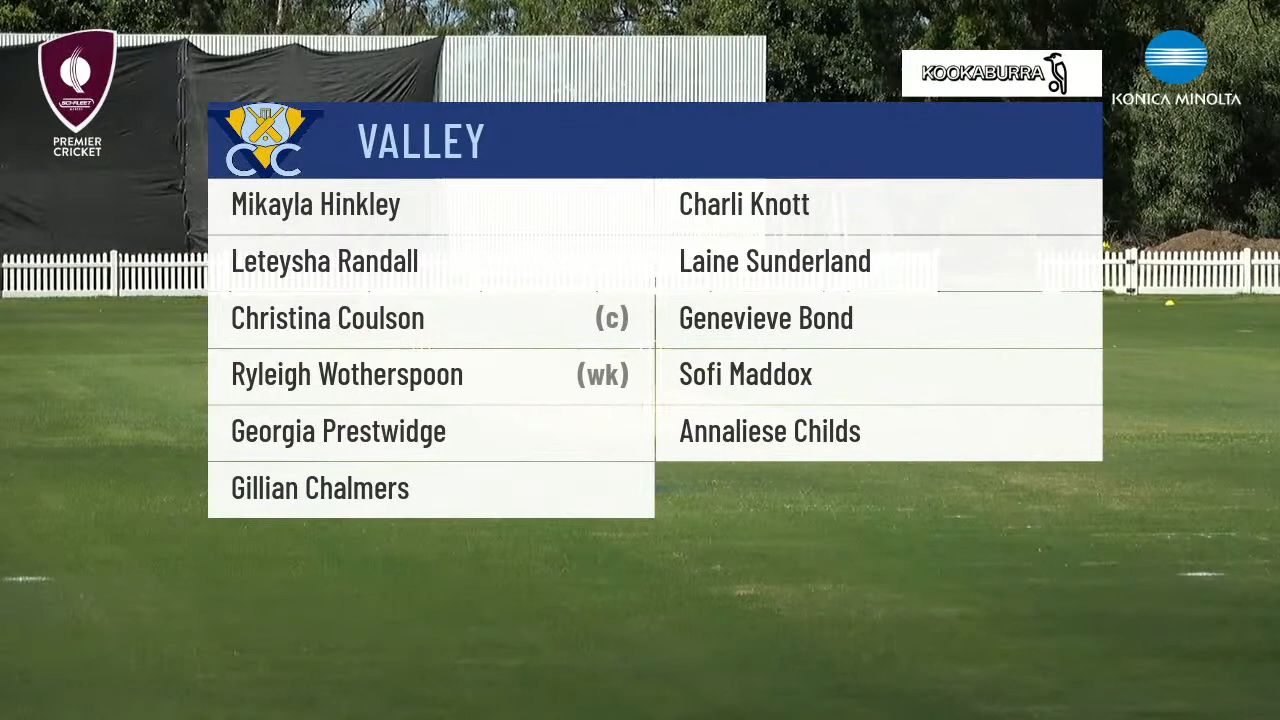 PREMIER
CRICKET
KOOKABURRA
KONICA MINOLTA
VALLEY
Mikayla Hinkley
Leteysha Randall
Christina Coulson (c)
Ryleigh Wotherspoon (wk)
Georgia Prestwidge
Gillian Chalmers
Charli Knott
Laine Sunderland
Genevieve Bond
Sofi Maddox
Annaliese Childs